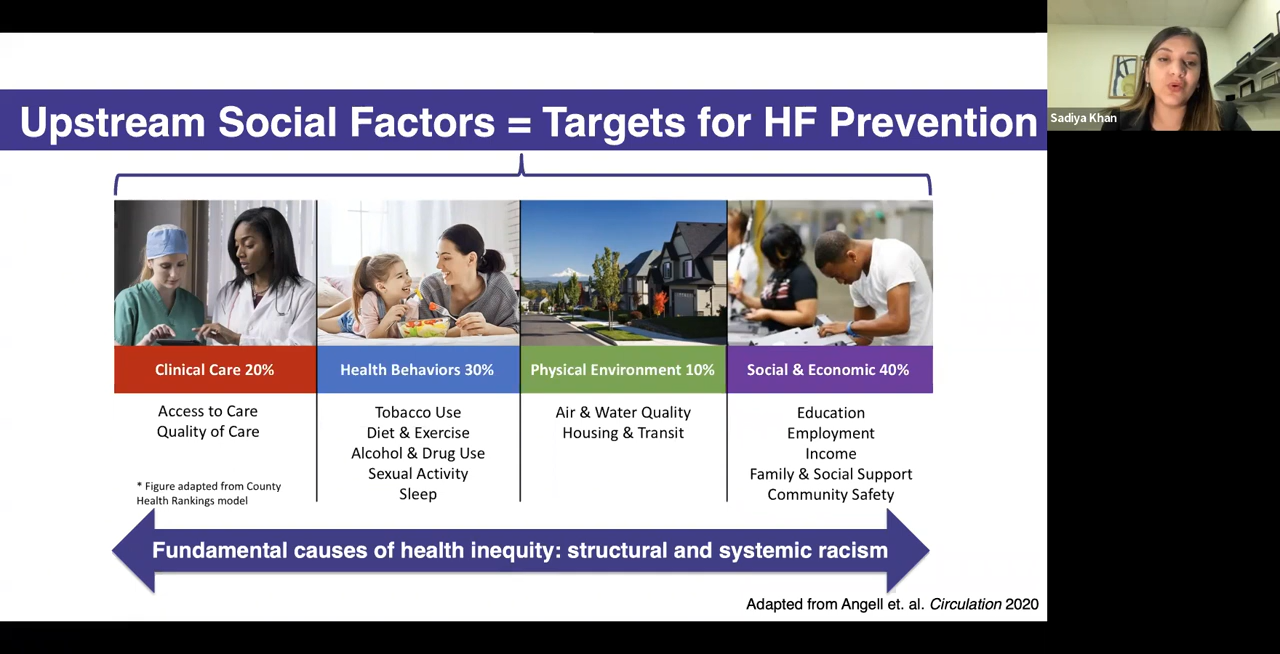 Upstream Social Factors = Targets for HF Prevention
Sadiya Khan
Clinical Care 20%
Access to Care
Quality of Care
* Figure adapted from County
Health Rankings model
Health Behaviors 30%
Tobacco Use
Diet & Exercise
Alcohol & Drug Use
Sexual Activity
Sleep
Physical Environment 10%
Air & Water Quality
Housing & Transit
Social & Economic 40%
Education
Employment
Income
Family & Social Support
Community Safety
Fundamental causes of health inequity: structural and systemic racism
Adapted from Angell et. al. Circulation 2020